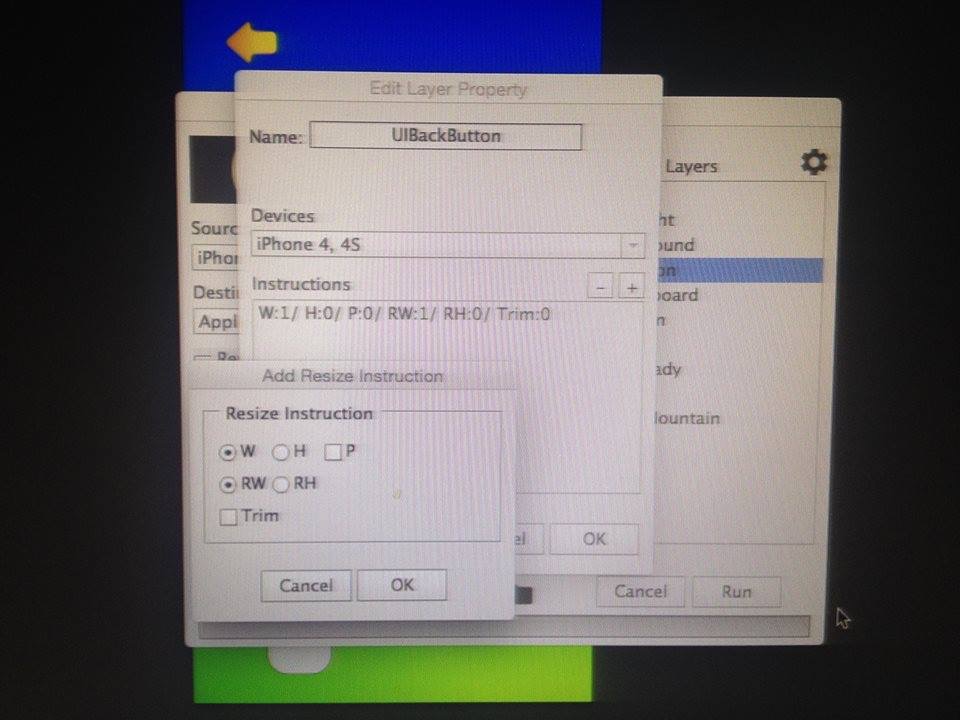 Edit Layer Property
Name: UIBackButton
Layers
Devices
iPhone 4, 4S
Instructions - +
W:1/ H:0/ P:0/ RW:1/ RH:0/ Trim:0
Add Resize Instruction
Resize Instruction
W H P
RW RH
Trim
Cancel OK
OK
Cancel Run
Sourc
iPhon
Desti
Appl
ht
ound
on
board
n
ady
Mountain
el